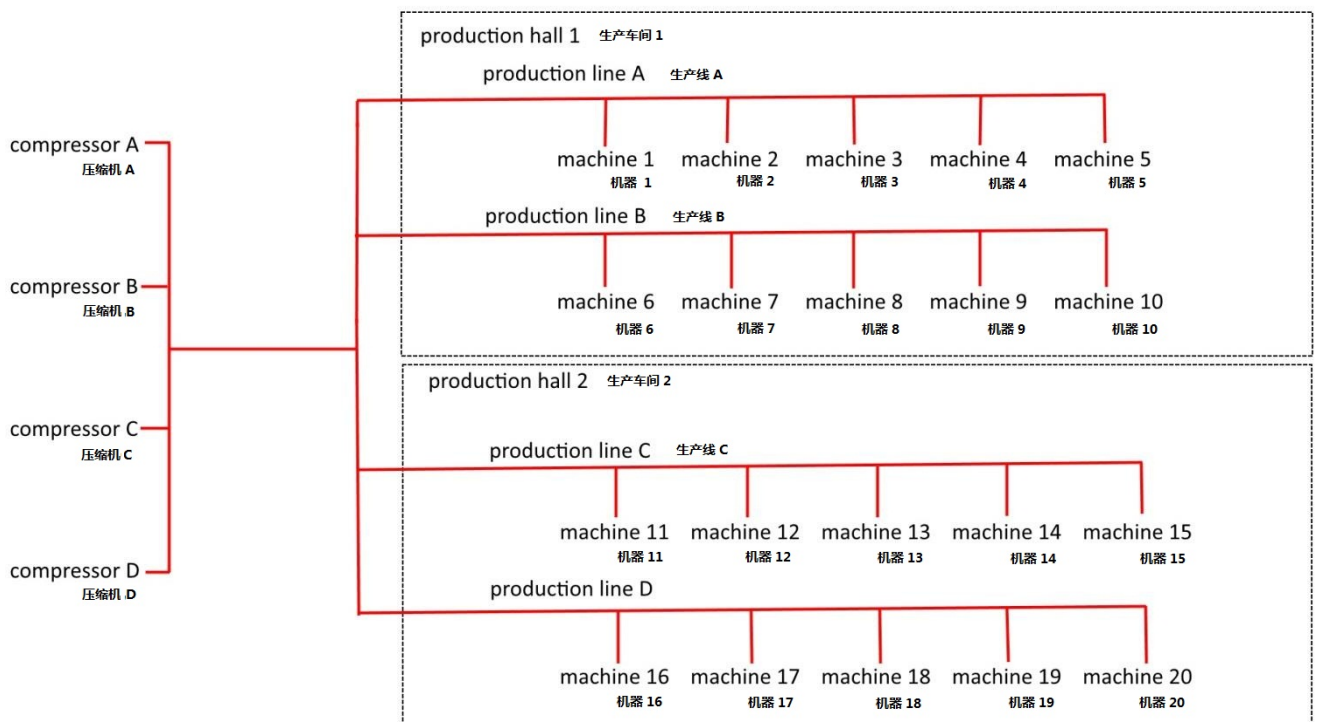 production hall 1 生产车间 1
production line A 生产线 A
compressor A
压缩机 A
machine 1 machine 2 machine 3 machine 4 machine 5
机器 1 机器 2 机器 3 机器 4 机器 5
production line B 生产线 B
compressor B
压缩机 B
machine 6 machine 7 machine 8 machine 9 machine 10
机器 6 机器 7 机器 8 机器 9 机器 10
production hall 2 生产车间 2
compressor C
压缩机 C
production line C 生产线 C
machine 11 machine 12 machine 13 machine 14 machine 15
机器 11 机器 12 机器 13 机器 14 机器 15
compressor D
压缩机 D
production line D
machine 16 machine 17 machine 18 machine 19 machine 20
机器 16 机器 17 机器 18 机器 19 机器 20